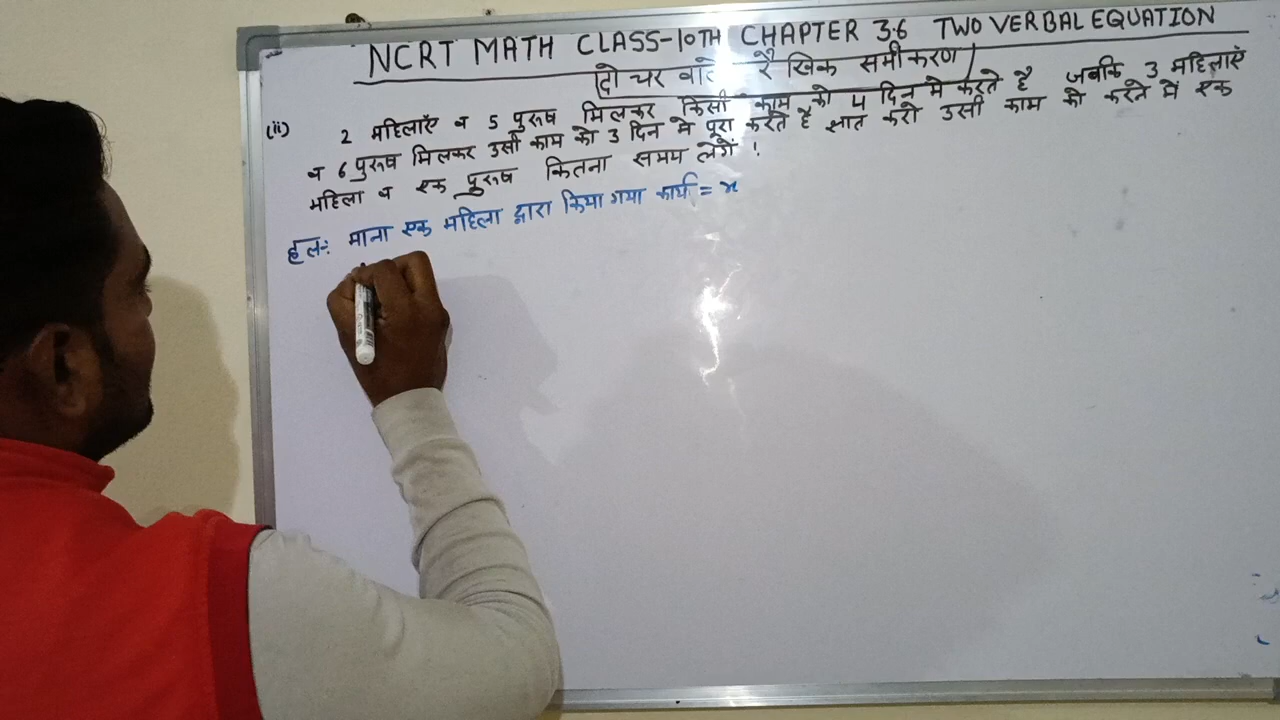 NCRT MATH CLASS-10TH CHAPTER 3.6 TWO VERBAL EQUATION
(दो चर वाले रैखिक समीकरण)
(ii) 2 महिलाएँ व 5 पुरूष मिलकर किसी काम को 4 दिन मे करते है जबकि 3 महिलाएँ
व 6 पुरूष मिलकर उसी काम को 3 दिन मे पूरा करते है ज्ञात करो उसी काम को करने में एक
महिला व एक पुरूष कितना समय लेगें !
हल:- माना एक महिला द्वारा किया गया कार्य = x